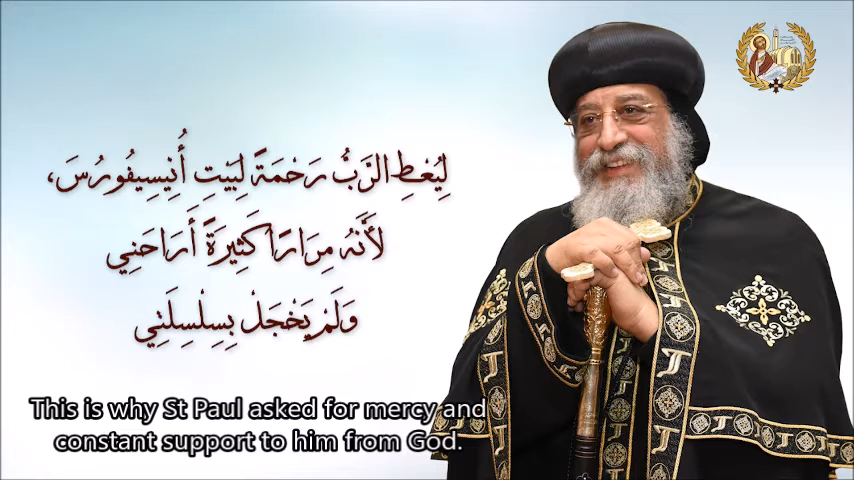 لِيُعْطِ الرَّبُّ رَحْمَةً لِبَيْتِ أُنِيسِيفُورُسَ،
لأَنَّهُ مِرَارًا كَثِيرَةً أَرَاحَنِي
وَلَمْ يَخْجَلْ بِسِلْسِلَتِي
This is why St Paul asked for mercy and
constant support to him from God.